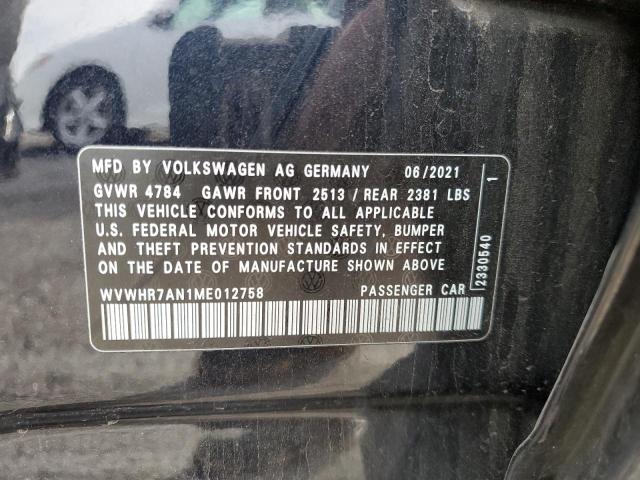 MFD BY VOLKSWAGEN AG GERMANY 06/2021
GVWR 4784 GAWR FRONT 2513 / REAR 2381 LBS
THIS VEHICLE CONFORMS TO ALL APPLICABLE
U.S. FEDERAL MOTOR VEHICLE SAFETY, BUMPER
AND THEFT PREVENTION STANDARDS IN EFFECT
ON THE DATE OF MANUFACTURE SHOWN ABOVE
WVWHR7AN1ME012758 PASSENGER CAR
2330540 1